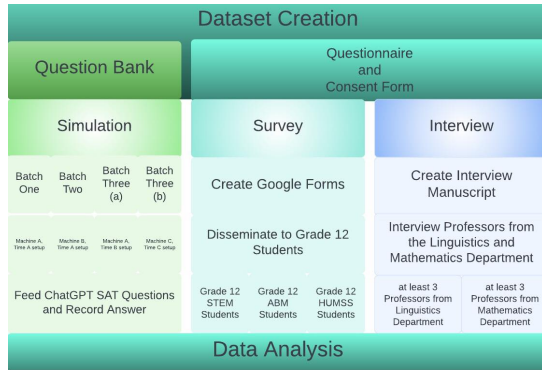 Dataset Creation
Question Bank
Questionnaire
and
Consent Form
Simulation
Survey
Interview
Batch
One
Batch
Two
Batch
Three
(a)
Batch
Three
(b)
Create Google Forms
Create Interview
Manuscript
Machine A,
Time A setup
Machine B,
Time A setup
Machine A,
Time B setup
Machine C,
Time C setup
Disseminate to Grade 12
Students
Interview Professors from
the Linguistics and
Mathematics Department
Feed ChatGPT SAT Questions
and Record Answer
Grade 12
STEM
Students
Grade 12
ABM
Students
Grade 12
HUMSS
Students
at least 3
Professors from
Linguistics
Department
at least 3
Professors from
Mathematics
Department
Data Analysis